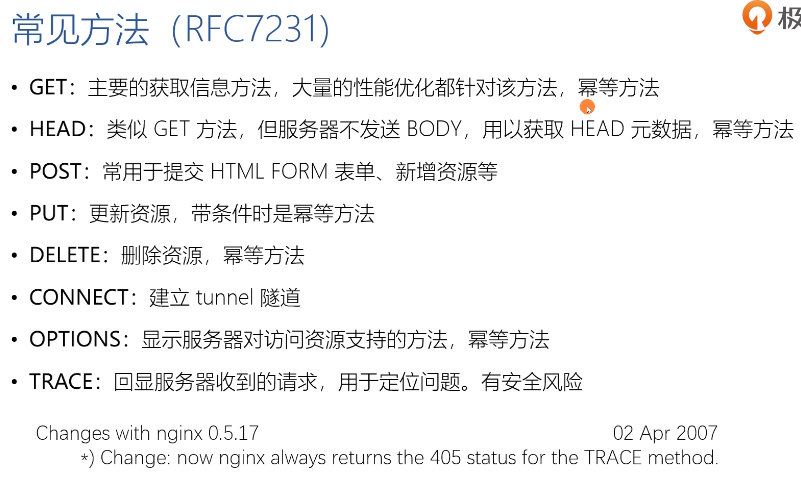 常见方法（RFC7231）
极
• GET：主要的获取信息方法，大量的性能优化都针对该方法，幂等方法
• HEAD：类似 GET 方法，但服务器不发送 BODY，用以获取 HEAD 元数据，幂等方法
• POST：常用于提交 HTML FORM 表单、新增资源等
• PUT：更新资源，带条件时是幂等方法
• DELETE：删除资源，幂等方法
• CONNECT：建立 tunnel 隧道
• OPTIONS：显示服务器对访问资源支持的方法，幂等方法
• TRACE：回显服务器收到的请求，用于定位问题。有安全风险
Changes with nginx 0.5.17 02 Apr 2007
*) Change: now nginx always returns the 405 status for the TRACE method.